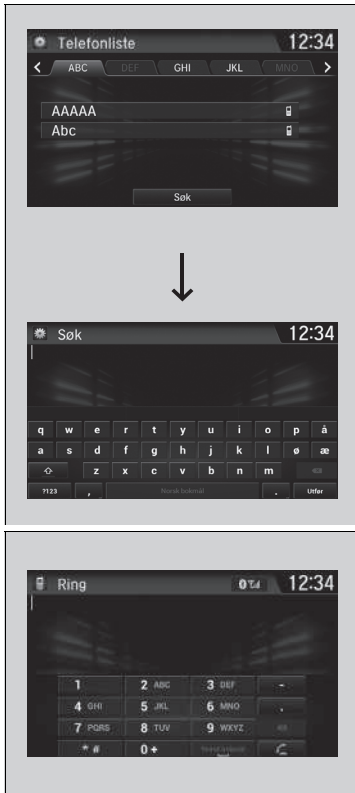 Telefonliste 12:34
ABC DEF GHI JKL MNO
AAAAA
Abc
Søk
Søk 12:34
q w e r t y u i o p å
a s d f g h j k l ø æ
z x c v b n m
?123 , Norsk bokmål . Utfør
Ring 12:34
1 2 ABC 3 DEF -
4 GHI 5 JKL 6 MNO .
7 PQRS 8 TUV 9 WXYZ
* # 0 +